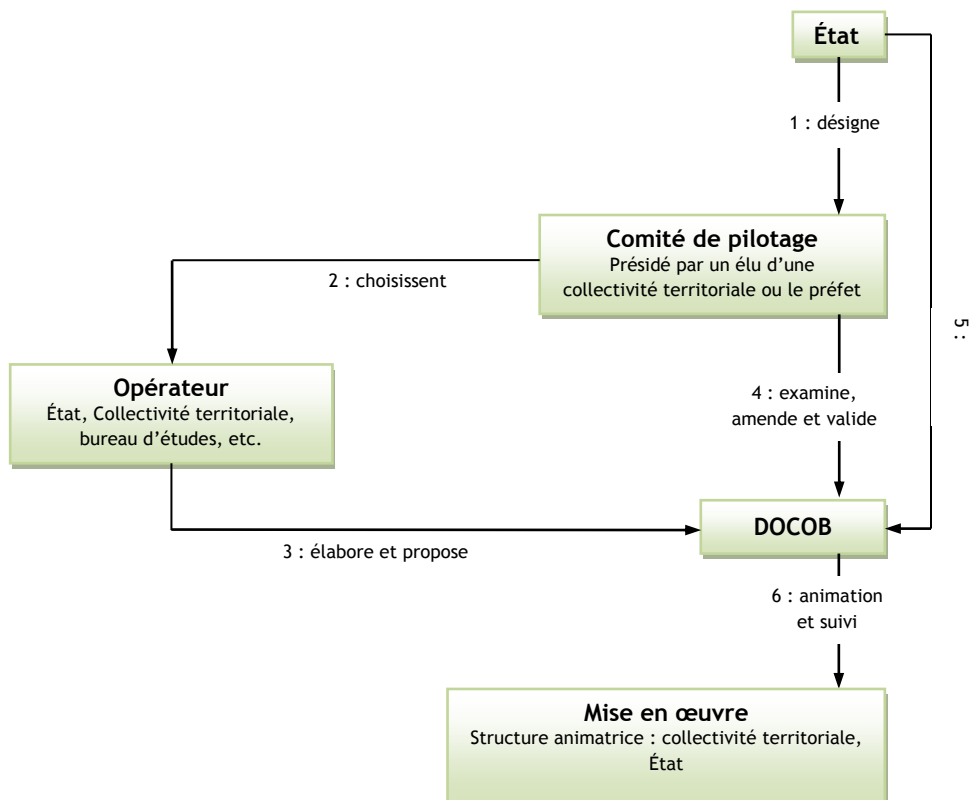 État
1 : désigne
Comité de pilotage
Présidé par un élu d’une
collectivité territoriale ou le préfet
2 : choisissent
5 :
Opérateur
État, Collectivité territoriale,
bureau d’études, etc.
4 : examine,
amende et valide
DOCOB
3 : élabore et propose
6 : animation
et suivi
Mise en œuvre
Structure animatrice : collectivité territoriale,
État